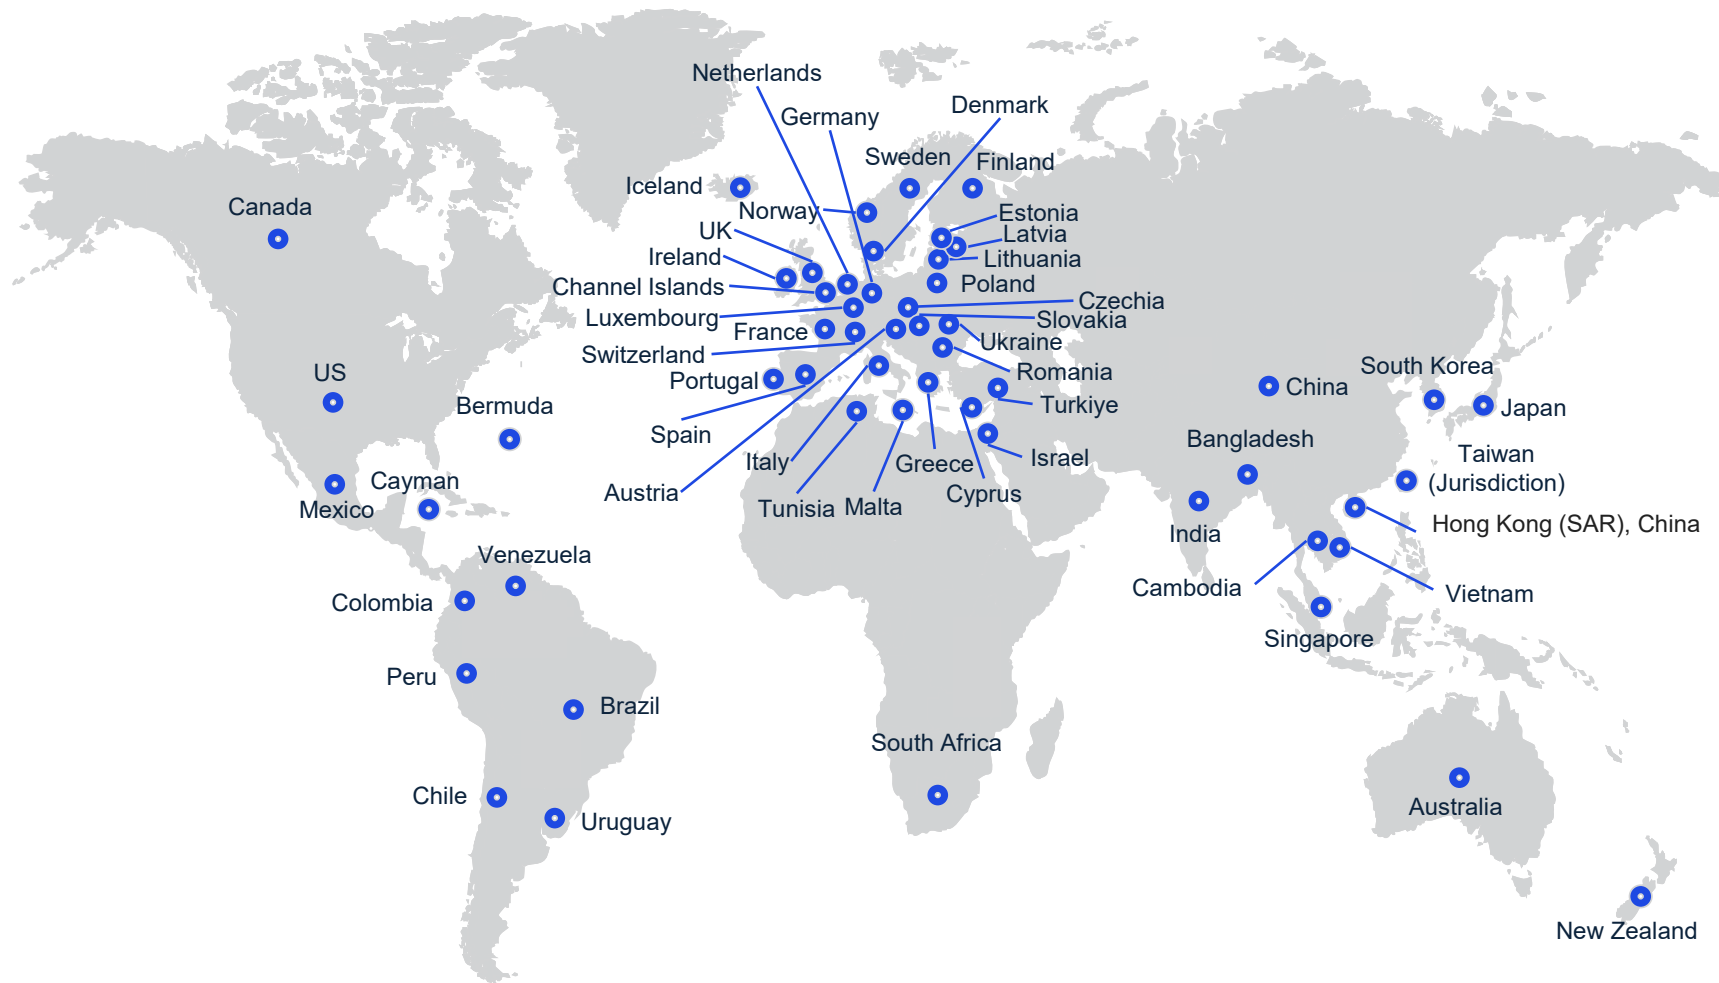 Netherlands
Denmark
Germany
Sweden
Finland
Iceland
Canada
Norway
Estonia
UK
Latvia
Ireland
Lithuania
Channel Islands
Poland
Czechia
Luxembourg
Slovakia
France
Ukraine
Switzerland
South Korea
US
Portugal
Romania
China
Bermuda
Turkiye
Japan
Spain
Bangladesh
Italy
Greece
Israel
Taiwan
(Jurisdiction)
Cayman
Austria
Cyprus
Mexico
Tunisia
Malta
India
Hong Kong (SAR), China
Venezuela
Cambodia
Vietnam
Colombia
Singapore
Peru
Brazil
South Africa
Chile
Uruguay
Australia
New Zealand